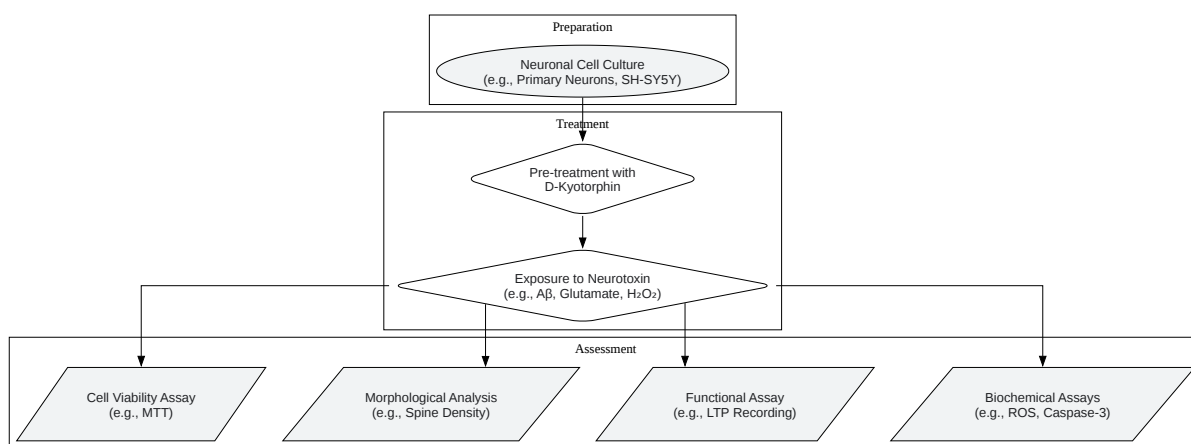 Preparation
Neuronal Cell Culture
(e.g., Primary Neurons, SH-SY5Y)
Treatment
Pre-treatment with
D-Kyotorphin
Exposure to Neurotoxin
(e.g., Aβ, Glutamate, H₂O₂)
Assessment
Cell Viability Assay
(e.g., MTT)
Morphological Analysis
(e.g., Spine Density)
Functional Assay
(e.g., LTP Recording)
Biochemical Assays
(e.g., ROS, Caspase-3)